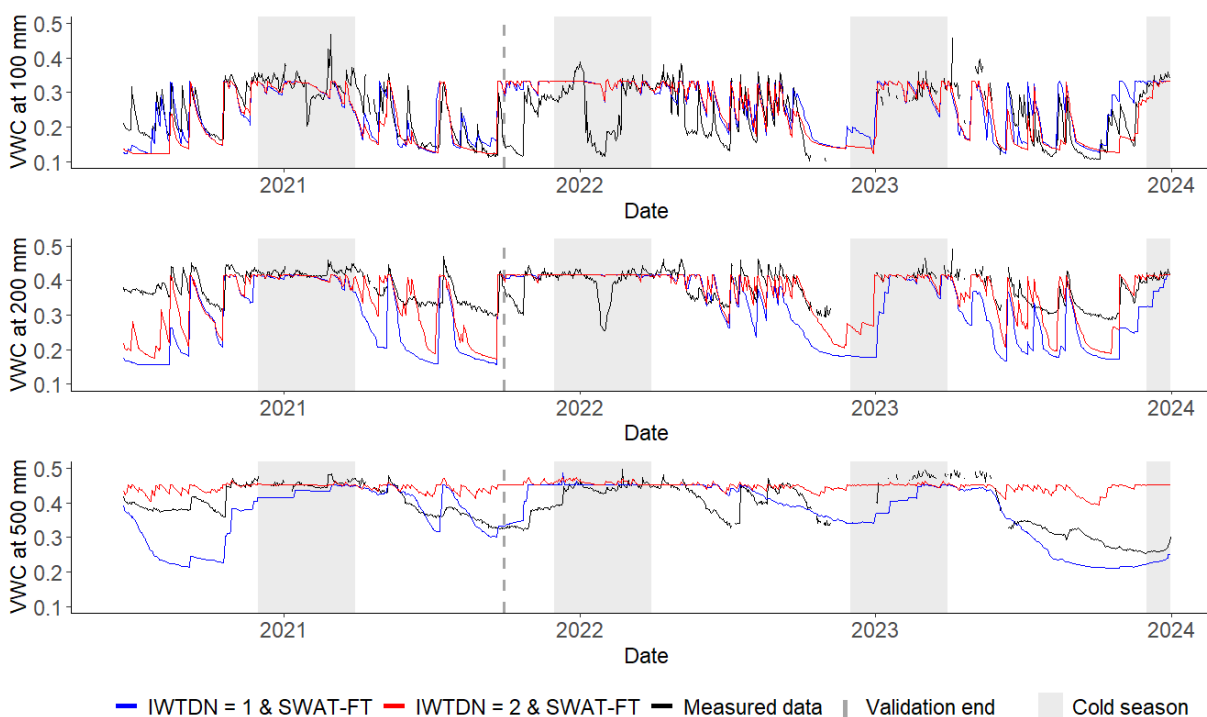 VWC at 100 mm
0.5
0.4
0.3
0.2
0.1
2021 2022 2023 2024
Date
VWC at 200 mm
0.5
0.4
0.3
0.2
0.1
2021 2022 2023 2024
Date
VWC at 500 mm
0.5
0.4
0.3
0.2
0.1
2021 2022 2023 2024
Date
IWTDN = 1 & SWAT-FT IWTDN = 2 & SWAT-FT Measured data Validation end Cold season